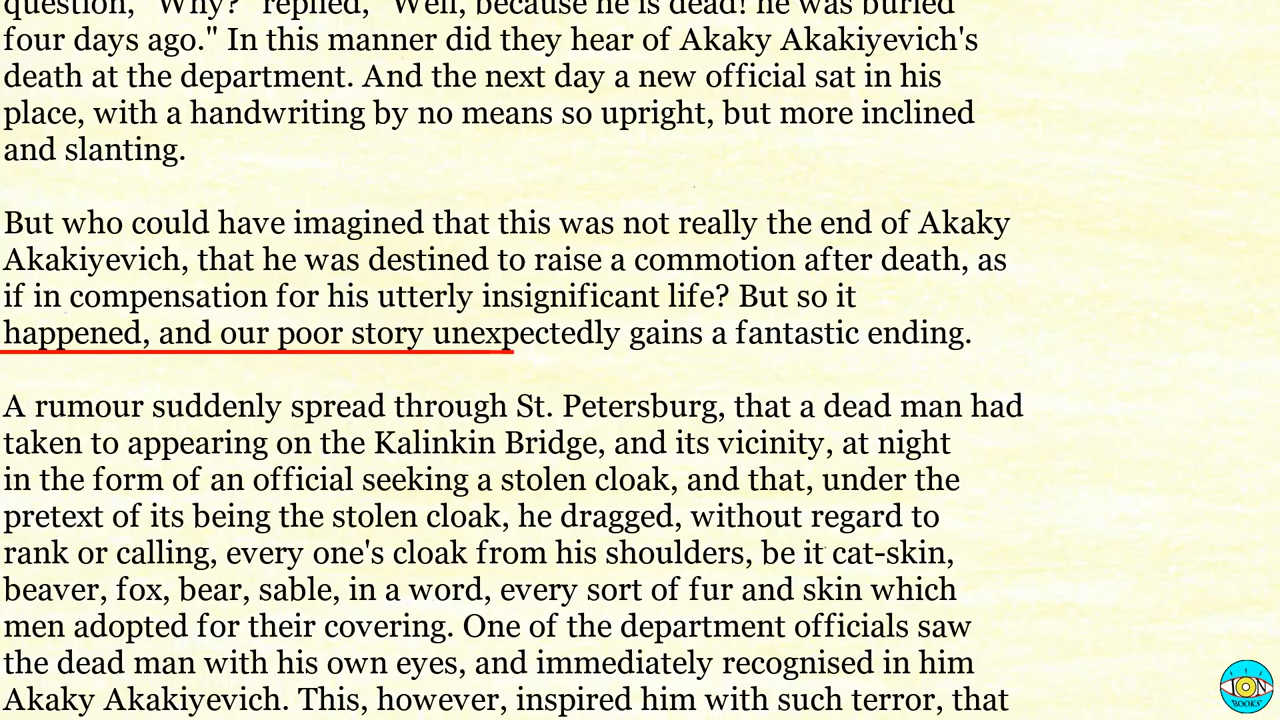 question, "Why?" replied, "Well, because he is dead! he was buried
four days ago." In this manner did they hear of Akaky Akakiyevich's
death at the department. And the next day a new official sat in his
place, with a handwriting by no means so upright, but more inclined
and slanting.
But who could have imagined that this was not really the end of Akaky
Akakiyevich, that he was destined to raise a commotion after death, as
if in compensation for his utterly insignificant life? But so it
happened, and our poor story unexpectedly gains a fantastic ending.
A rumour suddenly spread through St. Petersburg, that a dead man had
taken to appearing on the Kalinkin Bridge, and its vicinity, at night
in the form of an official seeking a stolen cloak, and that, under the
pretext of its being the stolen cloak, he dragged, without regard to
rank or calling, every one's cloak from his shoulders, be it cat-skin,
beaver, fox, bear, sable, in a word, every sort of fur and skin which
men adopted for their covering. One of the department officials saw
the dead man with his own eyes, and immediately recognised in him
Akaky Akakiyevich. This, however, inspired him with such terror, that
ION
BOOKS